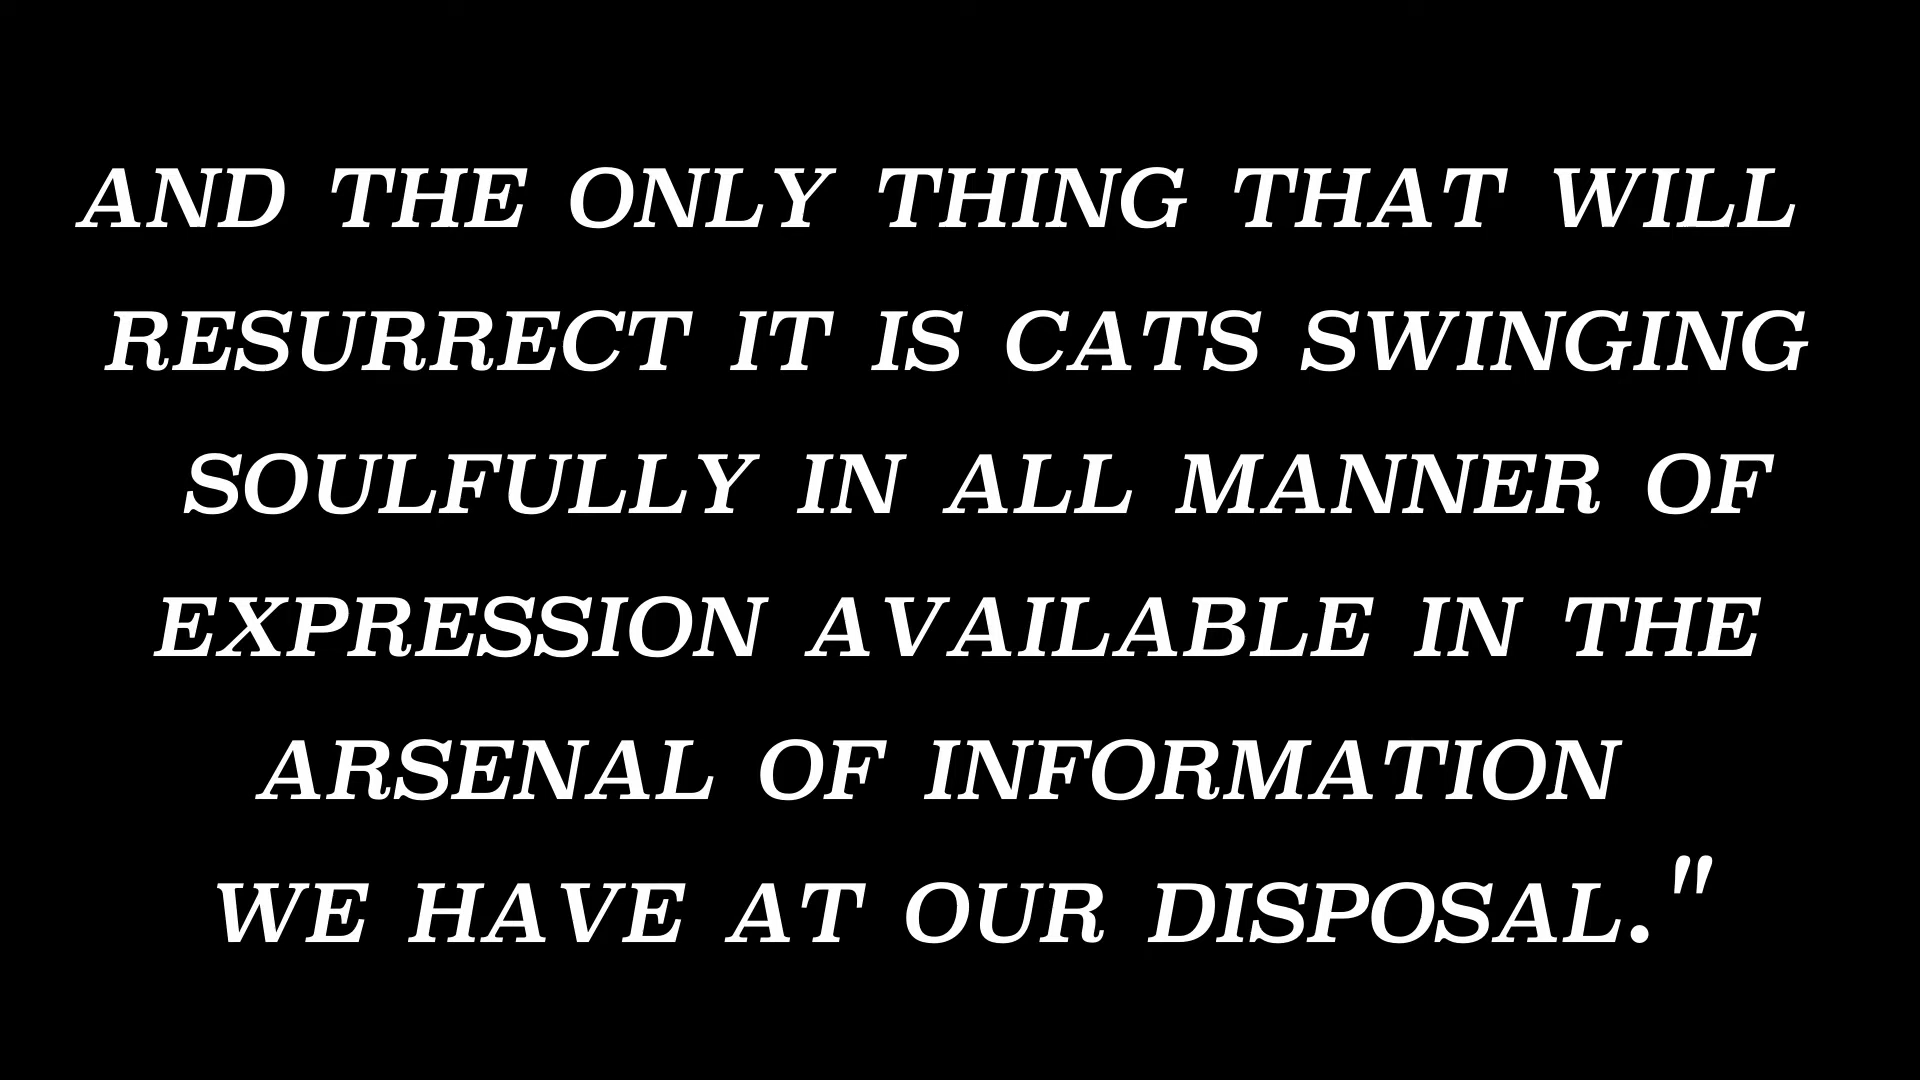 AND THE ONLY THING THAT WILL
RESURRECT IT IS CATS SWINGING
SOULFULLY IN ALL MANNER OF
EXPRESSION AVAILABLE IN THE
ARSENAL OF INFORMATION
WE HAVE AT OUR DISPOSAL."